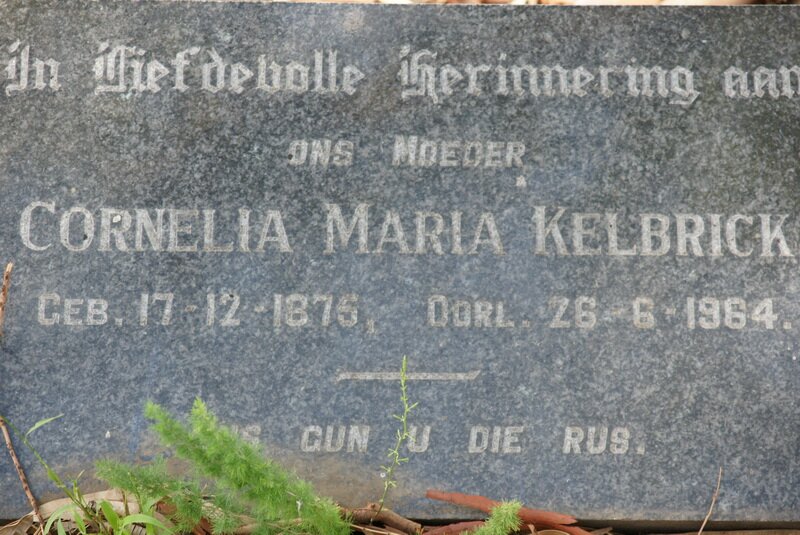 In Liefdevolle Herinnering aan
ONS MOEDER
CORNELIA MARIA KELBRICK
GEB. 17-12-1876, OORL. 26-6-1964.
GUN U DIE RUS.